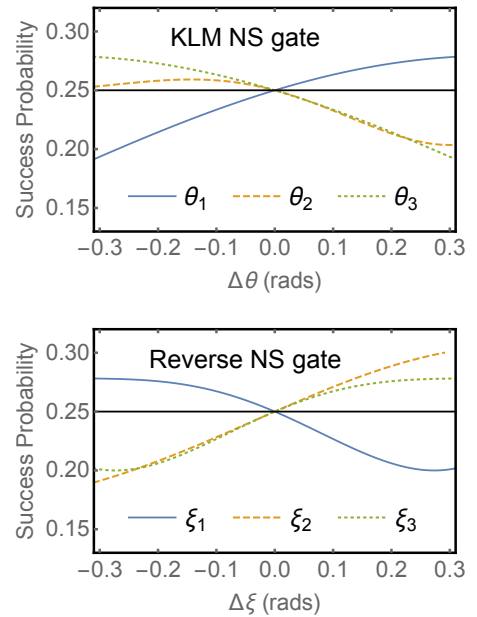 KLM NS gate
Success Probability
0.30
0.25
0.20
0.15
θ1 θ2 θ3
−0.3 −0.2 −0.1 0.0 0.1 0.2 0.3
Δθ (rads)
Reverse NS gate
Success Probability
0.30
0.25
0.20
0.15
ξ1 ξ2 ξ3
−0.3 −0.2 −0.1 0.0 0.1 0.2 0.3
Δξ (rads)